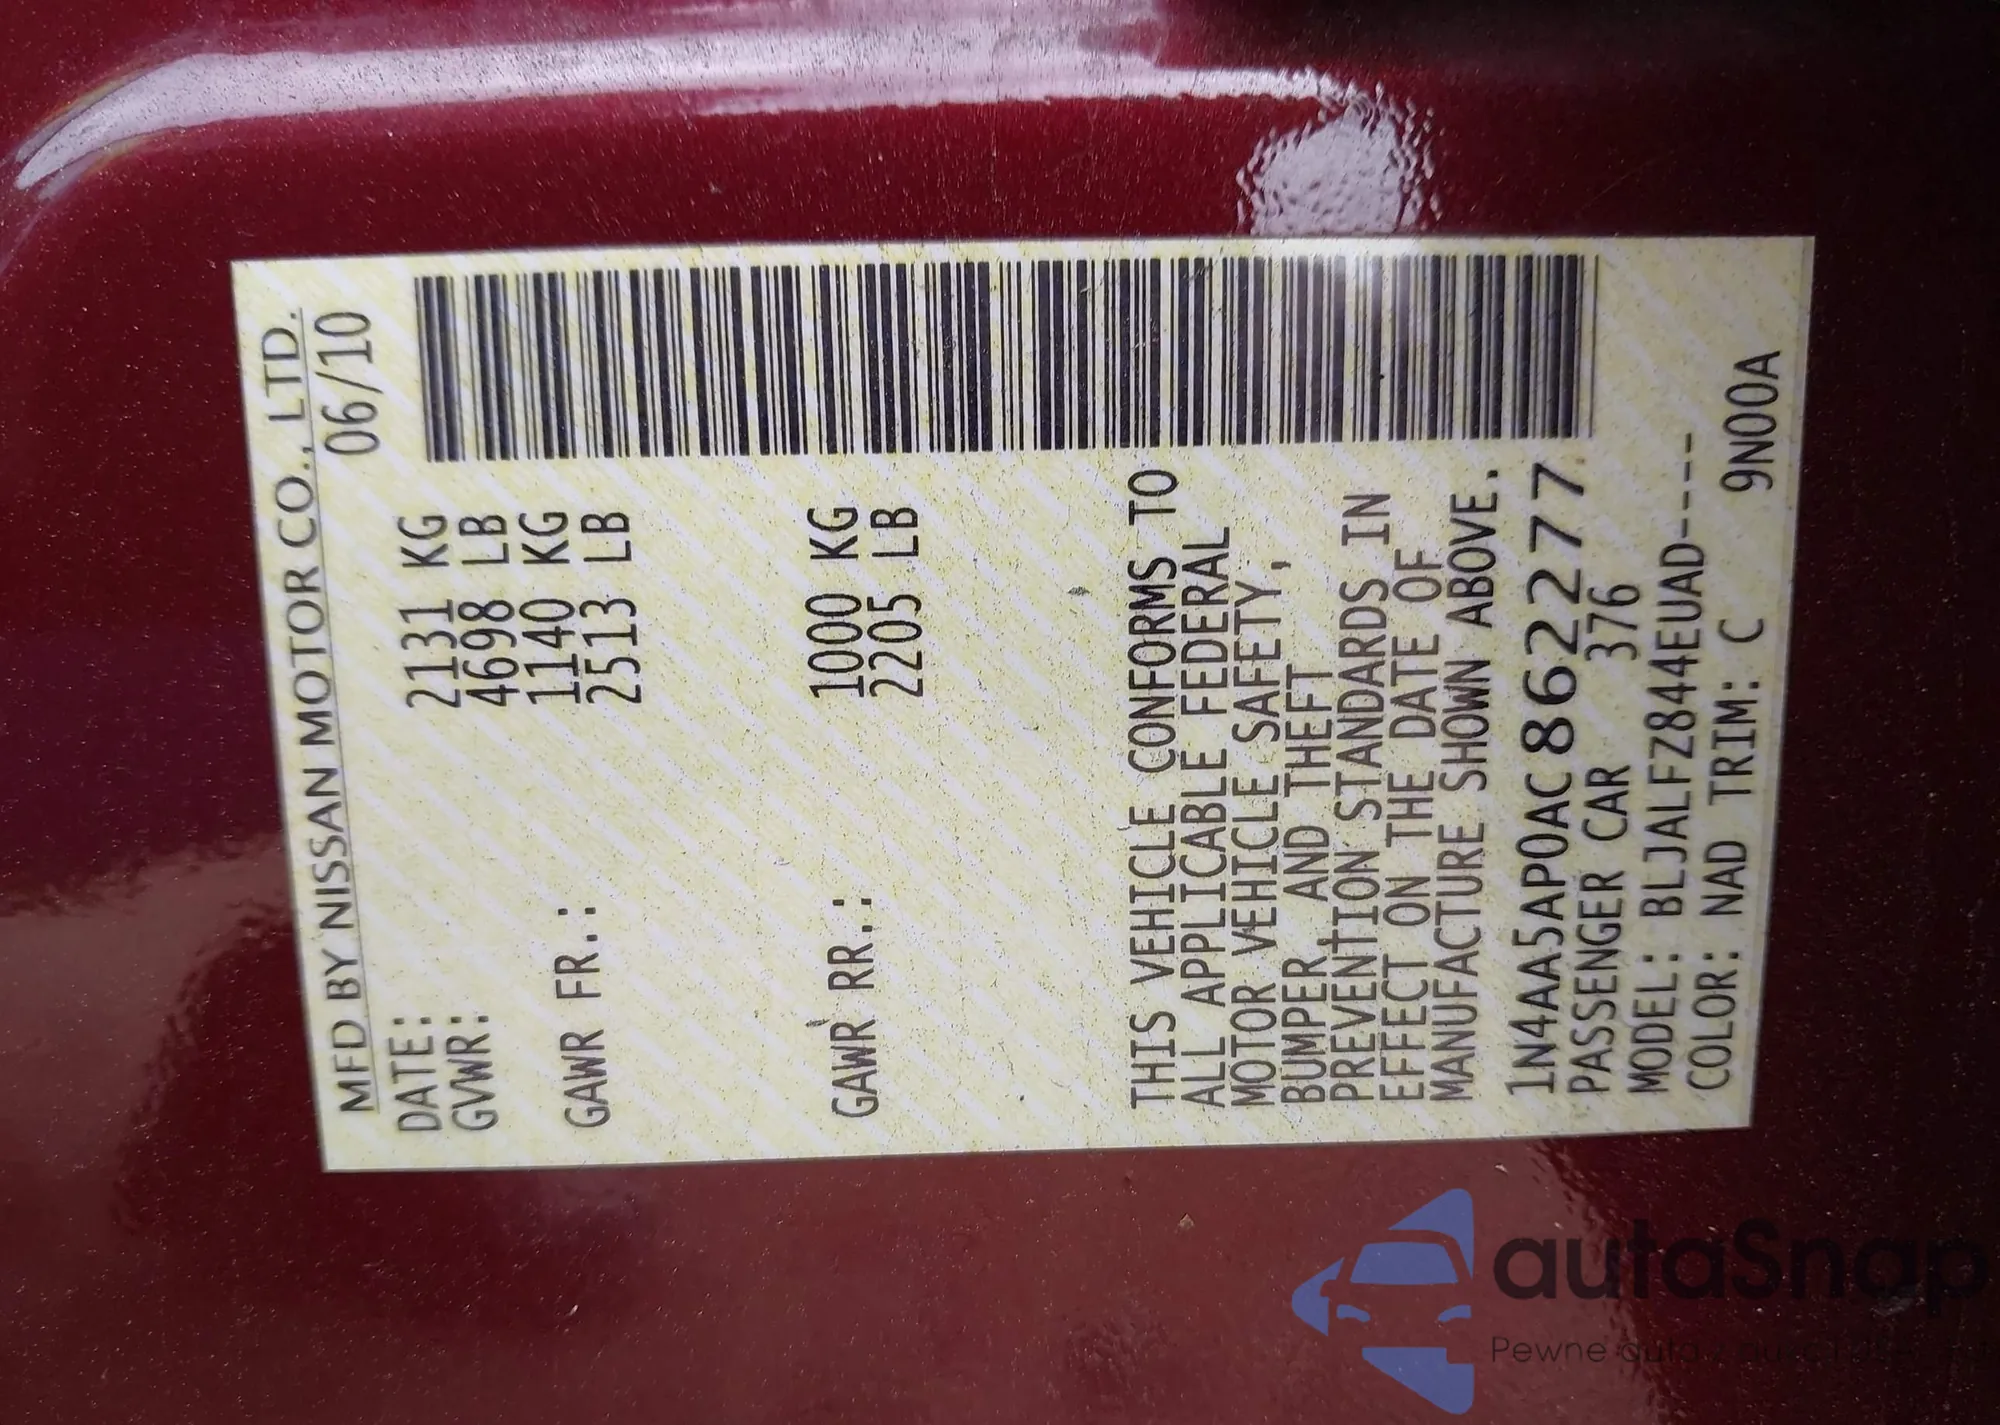 MFD BY NISSAN MOTOR CO., LTD.
DATE: 06/10
GVWR: 2131 KG
4698 LB
GAWR FR.: 1140 KG
2513 LB
GAWR RR.: 1000 KG
2205 LB
THIS VEHICLE CONFORMS TO
ALL APPLICABLE FEDERAL
MOTOR VEHICLE SAFETY,
BUMPER, AND THEFT
PREVENTION STANDARDS IN
EFFECT ON THE DATE OF
MANUFACTURE SHOWN ABOVE.
1N4AA5AP0AC862277
PASSENGER CAR 376
MODEL: BLJALFZ844EUAD----
COLOR: NAD TRIM: C 9N00A
autaSnap
Pewne auta z